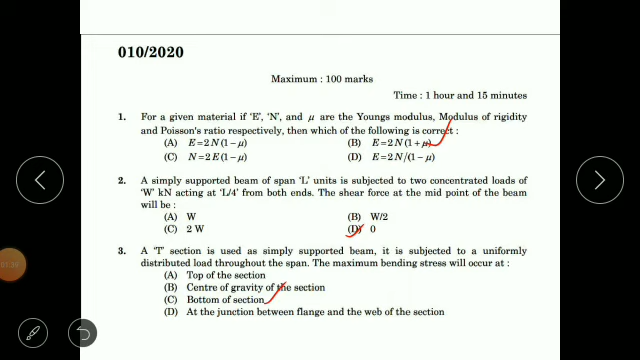 010/2020
Maximum : 100 marks
Time : 1 hour and 15 minutes
1. For a given material if 'E', 'N', and μ are the Youngs modulus, Modulus of rigidity
and Poisson's ratio respectively, then which of the following is correct :
(A) E=2N(1−μ) (B) E=2N(1+μ)
(C) N=2E(1−μ) (D) E=2N/(1−μ)
2. A simply supported beam of span 'L' units is subjected to two concentrated loads of
'W' kN acting at 'L/4' from both ends. The shear force at the mid point of the beam
will be :
(A) W (B) W/2
(C) 2 W (D) 0
3. A 'T' section is used as simply supported beam, it is subjected to a uniformly
distributed load throughout the span. The maximum bending stress will occur at :
(A) Top of the section
(B) Centre of gravity of the section
(C) Bottom of section
(D) At the junction between flange and the web of the section